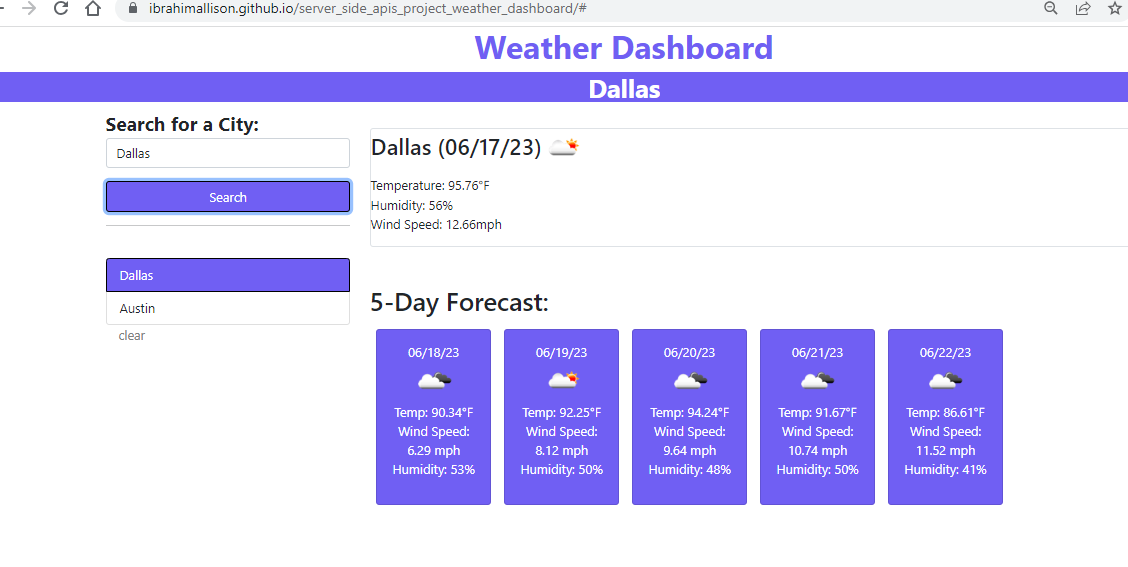 ibrahimallison.github.io/server_side_apis_project_weather_dashboard/#
Weather Dashboard
Dallas
Search for a City:
Dallas
Search
Dallas
Austin
clear
Dallas (06/17/23)
Temperature: 95.76°F
Humidity: 56%
Wind Speed: 12.66mph
5-Day Forecast:
06/18/23
Temp: 90.34°F
Wind Speed:
6.29 mph
Humidity: 53%
06/19/23
Temp: 92.25°F
Wind Speed:
8.12 mph
Humidity: 50%
06/20/23
Temp: 94.24°F
Wind Speed:
9.64 mph
Humidity: 48%
06/21/23
Temp: 91.67°F
Wind Speed:
10.74 mph
Humidity: 50%
06/22/23
Temp: 86.61°F
Wind Speed:
11.52 mph
Humidity: 41%